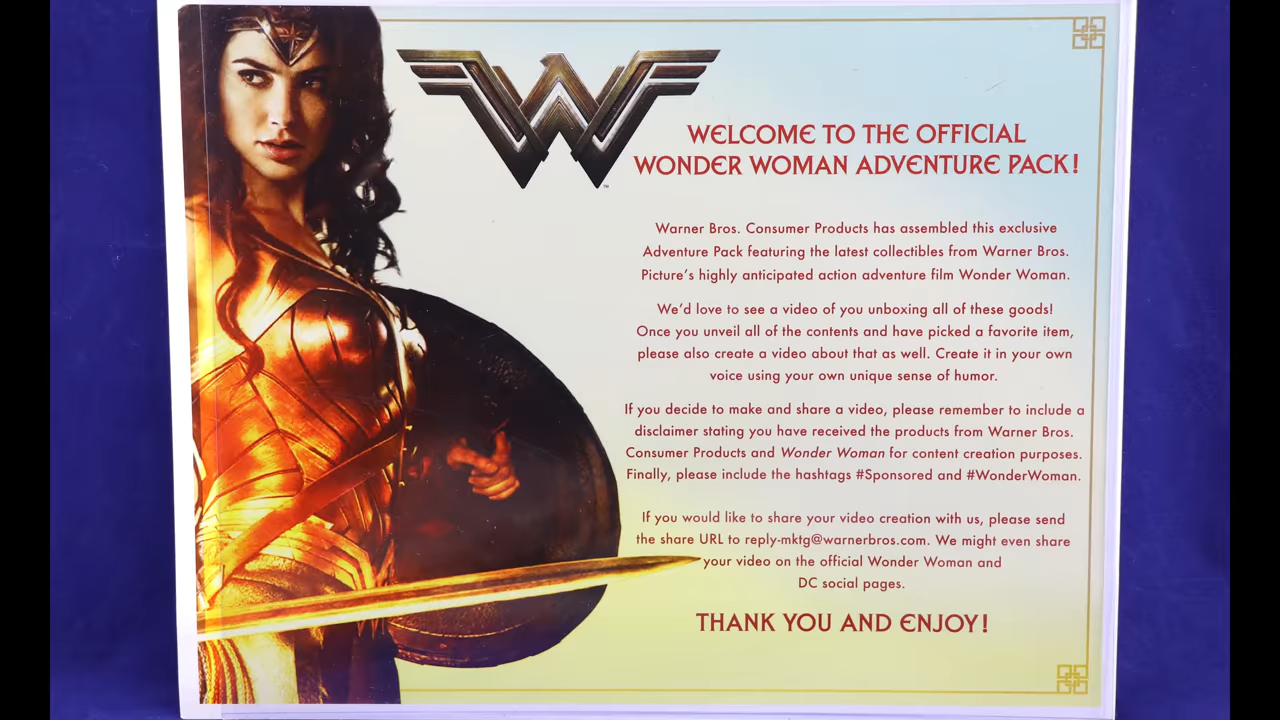 WELCOME TO THE OFFICIAL
WONDER WOMAN ADVENTURE PACK!
Warner Bros. Consumer Products has assembled this exclusive
Adventure Pack featuring the latest collectibles from Warner Bros.
Picture's highly anticipated action adventure film Wonder Woman.
We'd love to see a video of you unboxing all of these goods!
Once you unveil all of the contents and have picked a favorite item,
please also create a video about that as well. Create it in your own
voice using your own unique sense of humor.
If you decide to make and share a video, please remember to include a
disclaimer stating you have received the products from Warner Bros.
Consumer Products and Wonder Woman for content creation purposes.
Finally, please include the hashtags #Sponsored and #WonderWoman.
If you would like to share your video creation with us, please send
the share URL to reply-mktg@warnerbros.com. We might even share
your video on the official Wonder Woman and
DC social pages.
THANK YOU AND ENJOY!